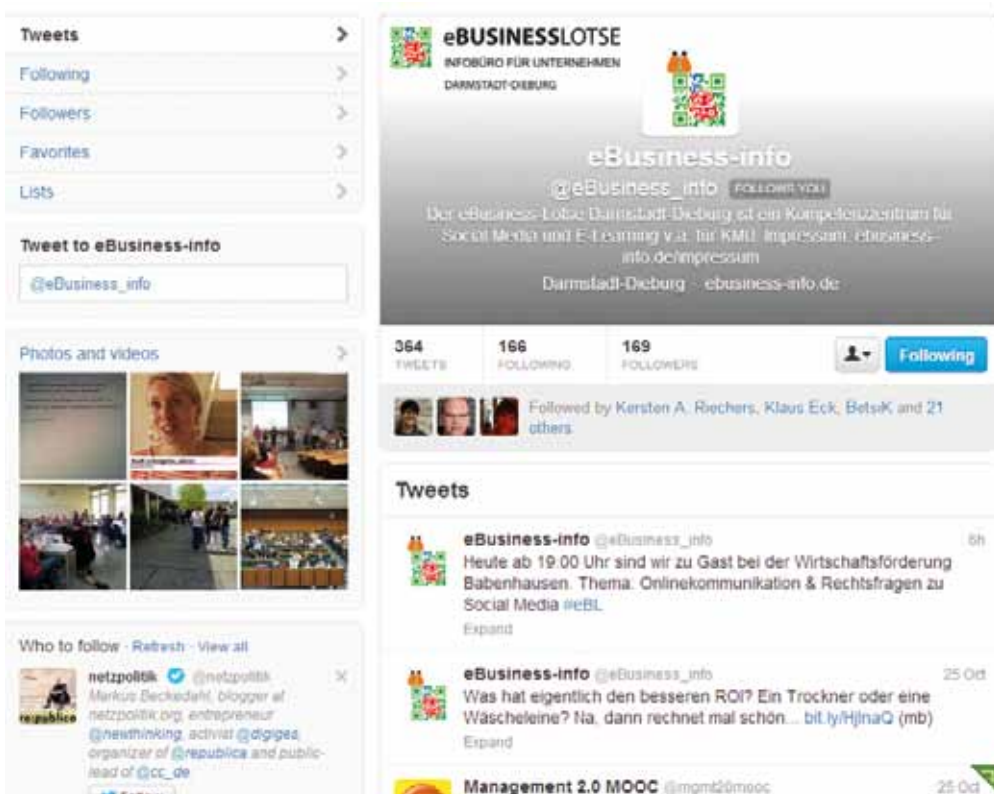 Tweets
Following
Followers
Favorites
Lists
Tweet to eBusiness-info
@eBusiness_info
Photos and videos
Who to follow · Refresh · View all
netzpolitik @netzpolitik
Markus Beckedahl, blogger at
netzpolitik.org, entrepreneur
@newthinking, activist @digiges,
organizer of @republica and public-
lead of @cc_de
re:publica
eBUSINESSLOTSE
INFOBÜRO FÜR UNTERNEHMEN
DARMSTADT-DIEBURG
eBusiness-info
@eBusiness_info FOLLOWS YOU
Der eBusiness-Lotse Darmstadt-Dieburg ist ein Kompetenzzentrum für
Social Media und E-Learning v.a. für KMU. Impressum: ebusiness-
info.de/impressum
Darmstadt-Dieburg · ebusiness-info.de
364 TWEETS
166 FOLLOWING
169 FOLLOWERS
Following
Followed by Kersten A. Riechers, Klaus Eck, BetsiK and 21
others
Tweets
eBusiness-info @eBusiness_info 6h
Heute ab 19:00 Uhr sind wir zu Gast bei der Wirtschaftsförderung
Babenhausen. Thema: Onlinekommunikation & Rechtsfragen zu
Social Media #eBL
Expand
eBusiness-info @eBusiness_info 25 Oct
Was hat eigentlich den besseren ROI? Ein Trockner oder eine
Wäscheleine? Na, dann rechnet mal schön... bit.ly/HjInaQ (mb)
Expand
Management 2.0 MOOC @mgmt20mooc 25 Oct